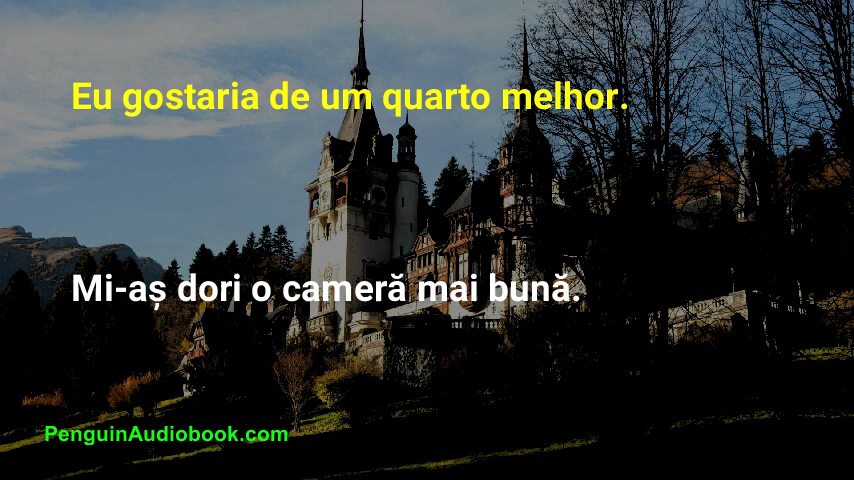 Eu gostaria de um quarto melhor.
Mi-aș dori o cameră mai bună.
PenguinAudiobook.com